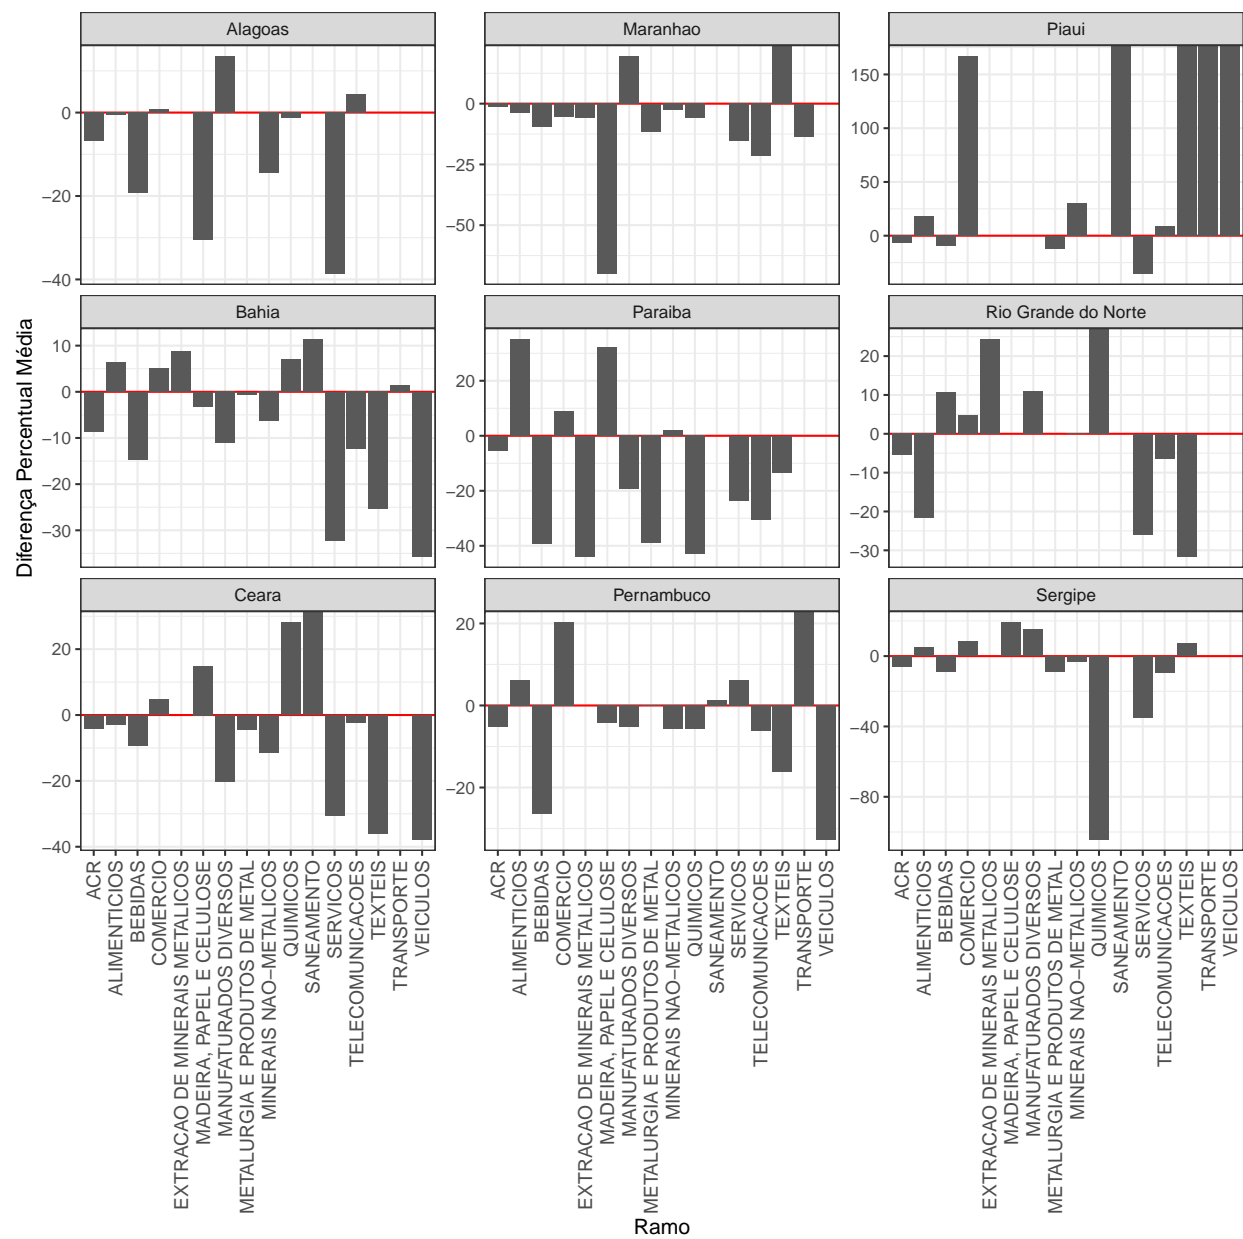 Alagoas
Maranhao
Piaui
0
−20
−40
0
−25
−50
150
100
50
0
Bahia
Paraiba
Rio Grande do Norte
10
0
−10
−20
−30
20
0
−20
−40
20
10
0
−10
−20
−30
Ceara
Pernambuco
Sergipe
20
0
−20
−40
20
0
−20
0
−40
−80
ACR
ALIMENTICIOS
BEBIDAS
COMERCIO
EXTRACAO DE MINERAIS METALICOS
MADEIRA, PAPEL E CELULOSE
MANUFATURADOS DIVERSOS
METALURGIA E PRODUTOS DE METAL
MINERAIS NAO−METALICOS
QUIMICOS
SANEAMENTO
SERVICOS
TELECOMUNICACOES
TEXTEIS
TRANSPORTE
VEICULOS
ACR
ALIMENTICIOS
BEBIDAS
COMERCIO
EXTRACAO DE MINERAIS METALICOS
MADEIRA, PAPEL E CELULOSE
MANUFATURADOS DIVERSOS
METALURGIA E PRODUTOS DE METAL
MINERAIS NAO−METALICOS
QUIMICOS
SANEAMENTO
SERVICOS
TELECOMUNICACOES
TEXTEIS
TRANSPORTE
VEICULOS
ACR
ALIMENTICIOS
BEBIDAS
COMERCIO
EXTRACAO DE MINERAIS METALICOS
MADEIRA, PAPEL E CELULOSE
MANUFATURADOS DIVERSOS
METALURGIA E PRODUTOS DE METAL
MINERAIS NAO−METALICOS
QUIMICOS
SANEAMENTO
SERVICOS
TELECOMUNICACOES
TEXTEIS
TRANSPORTE
VEICULOS
Ramo
Diferença Percentual Média